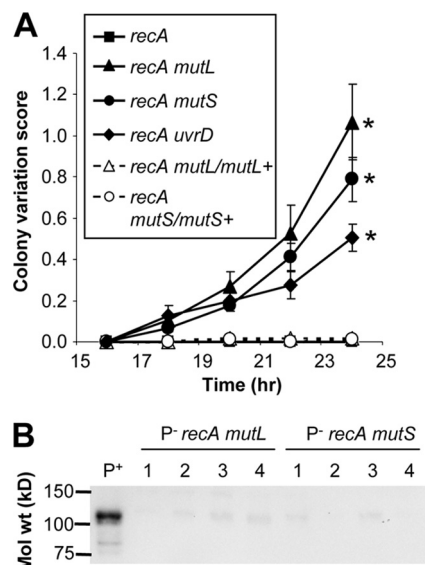 A
recA
recA mutL
recA mutS
recA uvrD
recA mutL/mutL+
recA
mutS/mutS+
Colony variation score
1.4
1.2
1.0
0.8
0.6
0.4
0.2
0.0
*
*
*
15 17 19 21 23 25
Time (hr)
B
P- recA mutL P- recA mutS
P+ 1 2 3 4 1 2 3 4
Mol wt (kD)
150
100
75